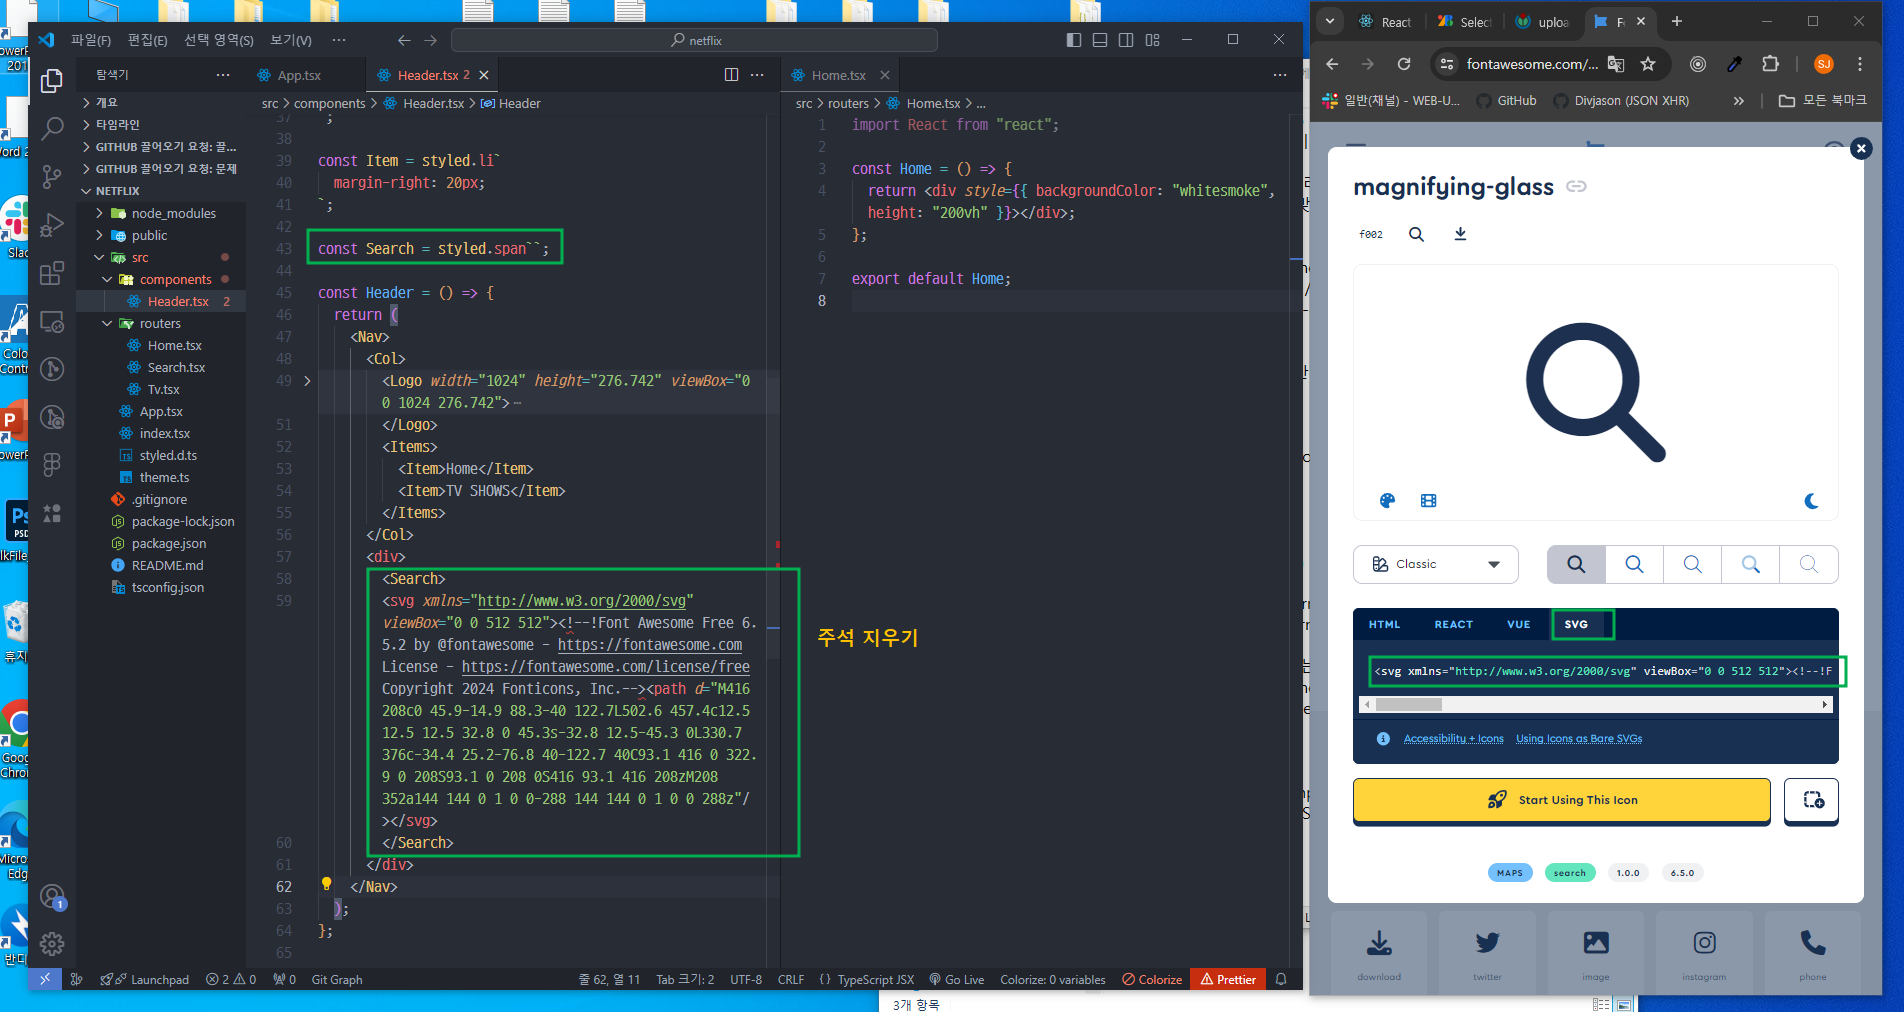 파일(F) 편집(E) 선택 영역(S) 보기(V) ··· netflix
탐색기 ···
개요
타임라인
GITHUB 끌어오기 요청: 끌...
GITHUB 끌어오기 요청: 문제
NETFLIX
node_modules
public
src
components
Header.tsx 2
routers
Home.tsx
Search.tsx
Tv.tsx
App.tsx
index.tsx
styled.d.ts
theme.ts
.gitignore
package-lock.json
package.json
README.md
tsconfig.json
App.tsx Header.tsx 2
src > components > Header.tsx > Header
37 `;
38
39 const Item = styled.li`
40 margin-right: 20px;
41 `;
42
43 const Search = styled.span``;
44
45 const Header = () => {
46 return (
47 <Nav>
48 <Col>
49 <Logo width="1024" height="276.742" viewBox="0
0 1024 276.742">···
51 </Logo>
52 <Items>
53 <Item>Home</Item>
54 <Item>TV SHOWS</Item>
55 </Items>
56 </Col>
57 <div>
58 <Search>
59 <svg xmlns="http://www.w3.org/2000/svg"
viewBox="0 0 512 512"><!--!Font Awesome Free 6.
5.2 by @fontawesome - https://fontawesome.com
License - https://fontawesome.com/license/free
Copyright 2024 Fonticons, Inc.--><path d="M416
208c0 45.9-14.9 88.3-40 122.7L502.6 457.4c12.5
12.5 12.5 32.8 0 45.3s-32.8 12.5-45.3 0L330.7
376c-34.4 25.2-76.8 40-122.7 40C93.1 416 0 322.
9 0 208S93.1 0 208 0S416 93.1 416 208zM208
352a144 144 0 1 0 0-288 144 144 0 1 0 0 288z"/
></svg>
60 </Search>
61 </div>
62 </Nav>
63 );
64 };
65
주석 지우기
Home.tsx
src > routers > Home.tsx > ...
1 import React from "react";
2
3 const Home = () => {
4 return <div style={{ backgroundColor: "whitesmoke",
height: "200vh" }}></div>;
5 };
6
7 export default Home;
8
Launchpad 2 0 0 Git Graph 줄 62, 열 11 Tab 크기: 2 UTF-8 CRLF {} TypeScript JSX Go Live Colorize: 0 variables Colorize Prettier
3개 항목
React Select uploa F
fontawesome.com/... SJ
일반(채널) - WEB-U... GitHub Divjason (JSON XHR) » 모든 북마크
magnifying-glass
f002
Classic
HTML REACT VUE SVG
<svg xmlns="http://www.w3.org/2000/svg" viewBox="0 0 512 512"><!--!F
Accessibility + Icons Using Icons as Bare SVGs
Start Using This Icon
MAPS search 1.0.0 6.5.0
download twitter image instagram phone